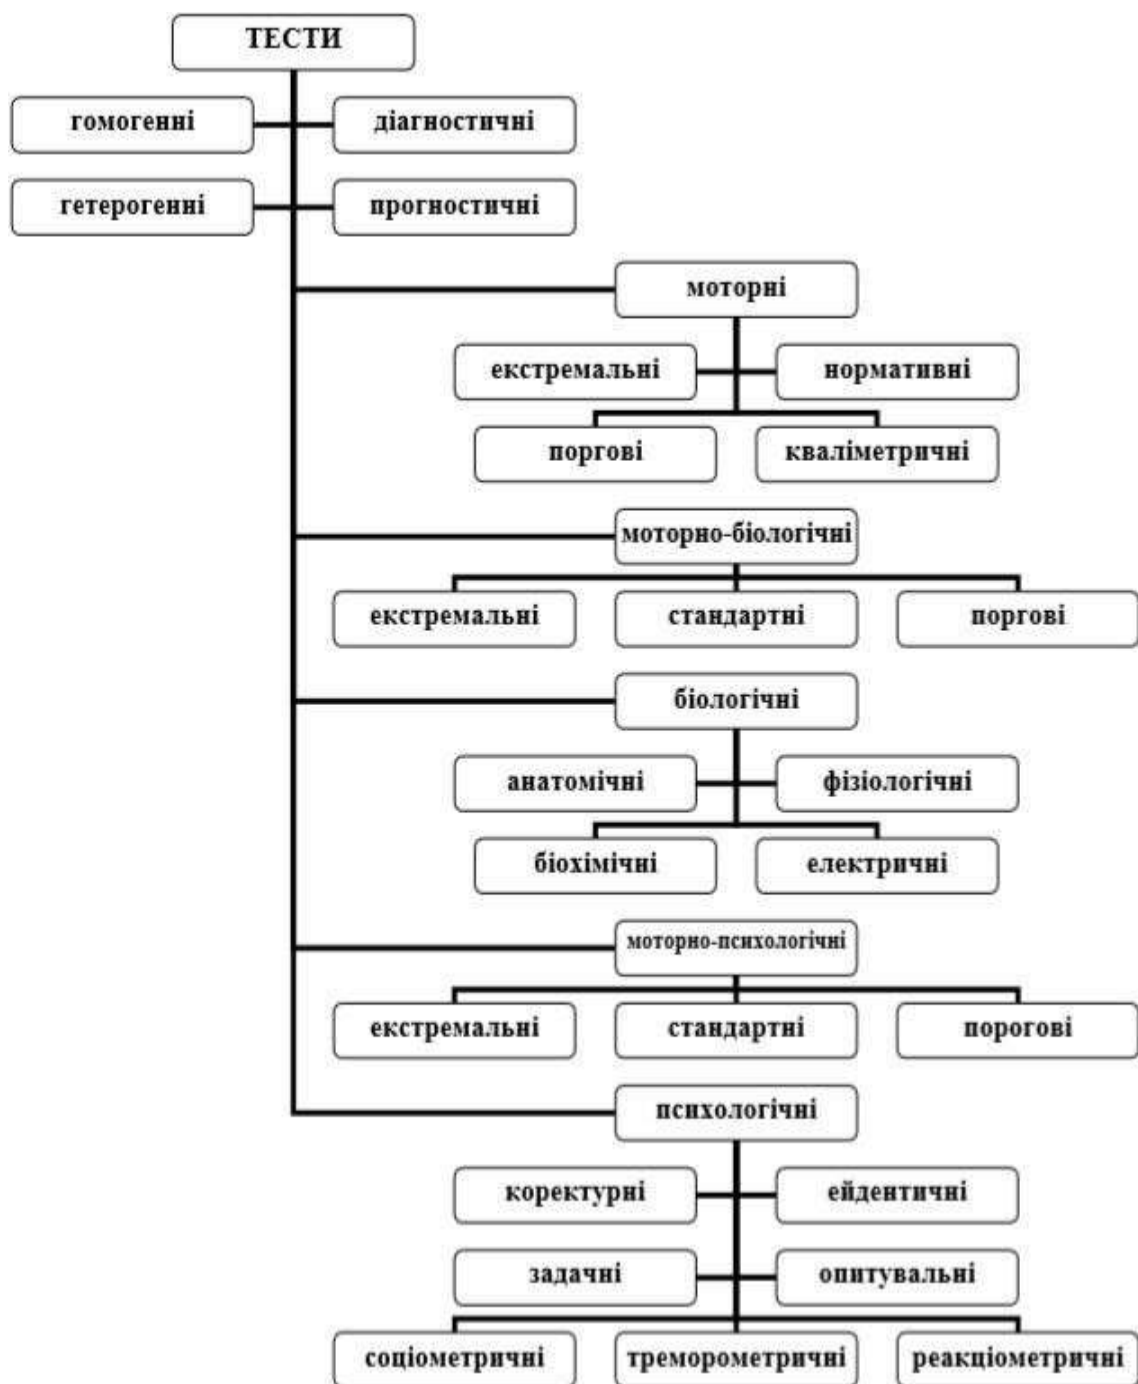 ТЕСТИ
гомогенні
діагностичні
гетерогенні
прогностичні
моторні
екстремальні
нормативні
поргові
кваліметричні
моторно-біологічні
екстремальні
стандартні
поргові
біологічні
анатомічні
фізіологічні
біохімічні
електричні
моторно-психологічні
екстремальні
стандартні
порогові
психологічні
коректурні
ейдентичні
задачні
опитувальні
соціометричні
треморометричні
реакціометричні